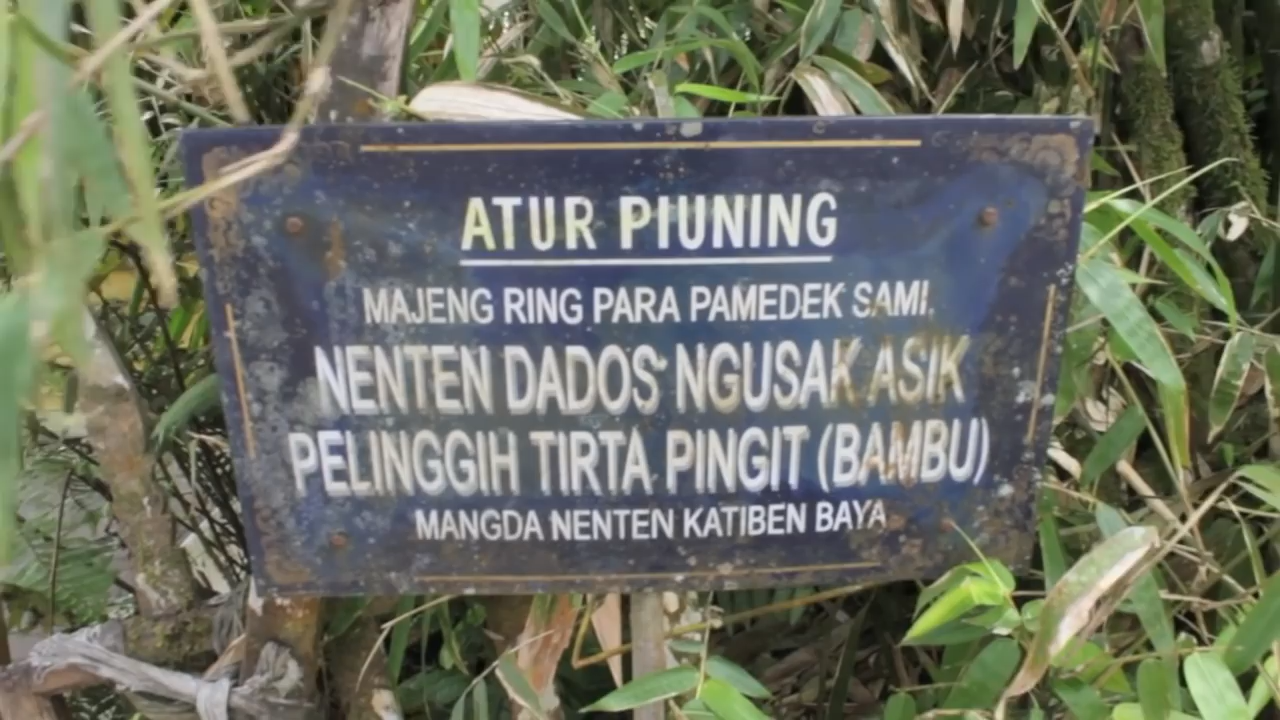 ATUR PIUNING
MAJENG RING PARA PAMEDEK SAMI.
NENTEN DADOS NGUSAK ASIK
PELINGGIH TIRTA PINGIT (BAMBU)
MANGDA NENTEN KATIBEN BAYA